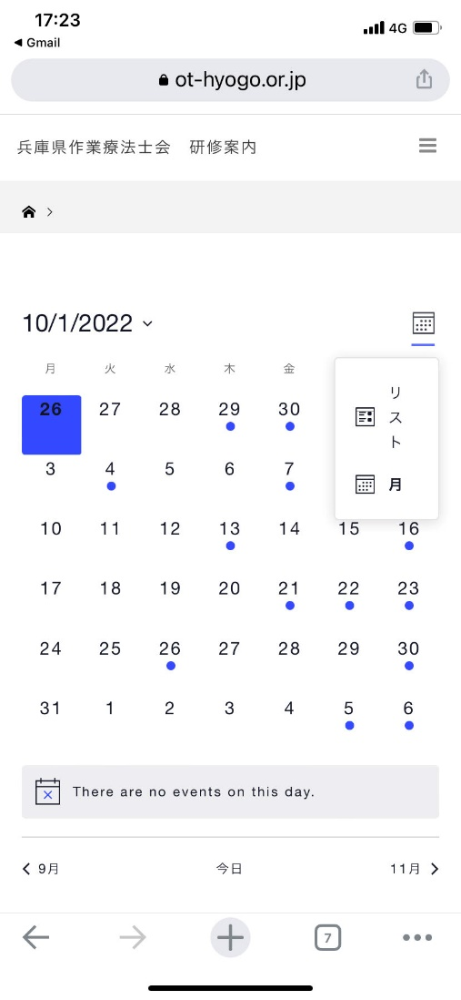 17:23
4G
◀ Gmail
ot-hyogo.or.jp
兵庫県作業療法士会　研修案内
10/1/2022
月 火 水 木 金
リスト
月
26 27 28 29 30
3 4 5 6 7
10 11 12 13 14 15 16
17 18 19 20 21 22 23
24 25 26 27 28 29 30
31 1 2 3 4 5 6
There are no events on this day.
9月 今日 11月
7